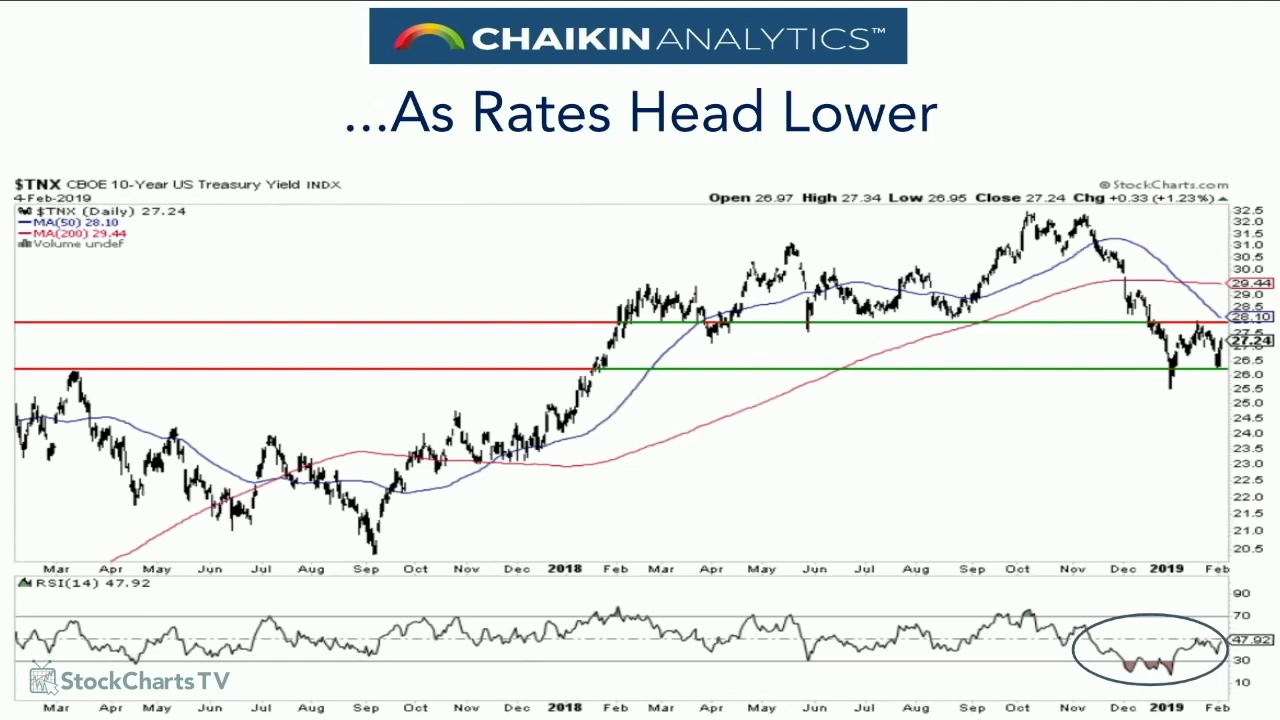 CHAIKIN ANALYTICS™
...As Rates Head Lower
$TNX CBOE 10-Year US Treasury Yield INDX
© StockCharts.com
4-Feb-2019
Open 26.97 High 27.34 Low 26.95 Close 27.24 Chg +0.33 (+1.23%)
$TNX (Daily) 27.24
MA(50) 28.10
MA(200) 29.44
Volume undef
32.5
32.0
31.5
31.0
30.5
30.0
29.44
29.0
28.5
28.10
27.5
27.24
26.5
26.0
25.5
25.0
24.5
24.0
23.5
23.0
22.5
22.0
21.5
21.0
20.5
Mar Apr May Jun Jul Aug Sep Oct Nov Dec 2018 Feb Mar Apr May Jun Jul Aug Sep Oct Nov Dec 2019 Feb
RSI(14) 47.92
90
70
47.92
30
10
StockChartsTV
Mar Apr May Jun Jul Aug Sep Oct Nov Dec 2018 Feb Mar Apr May Jun Jul Aug Sep Oct Nov Dec 2019 Feb